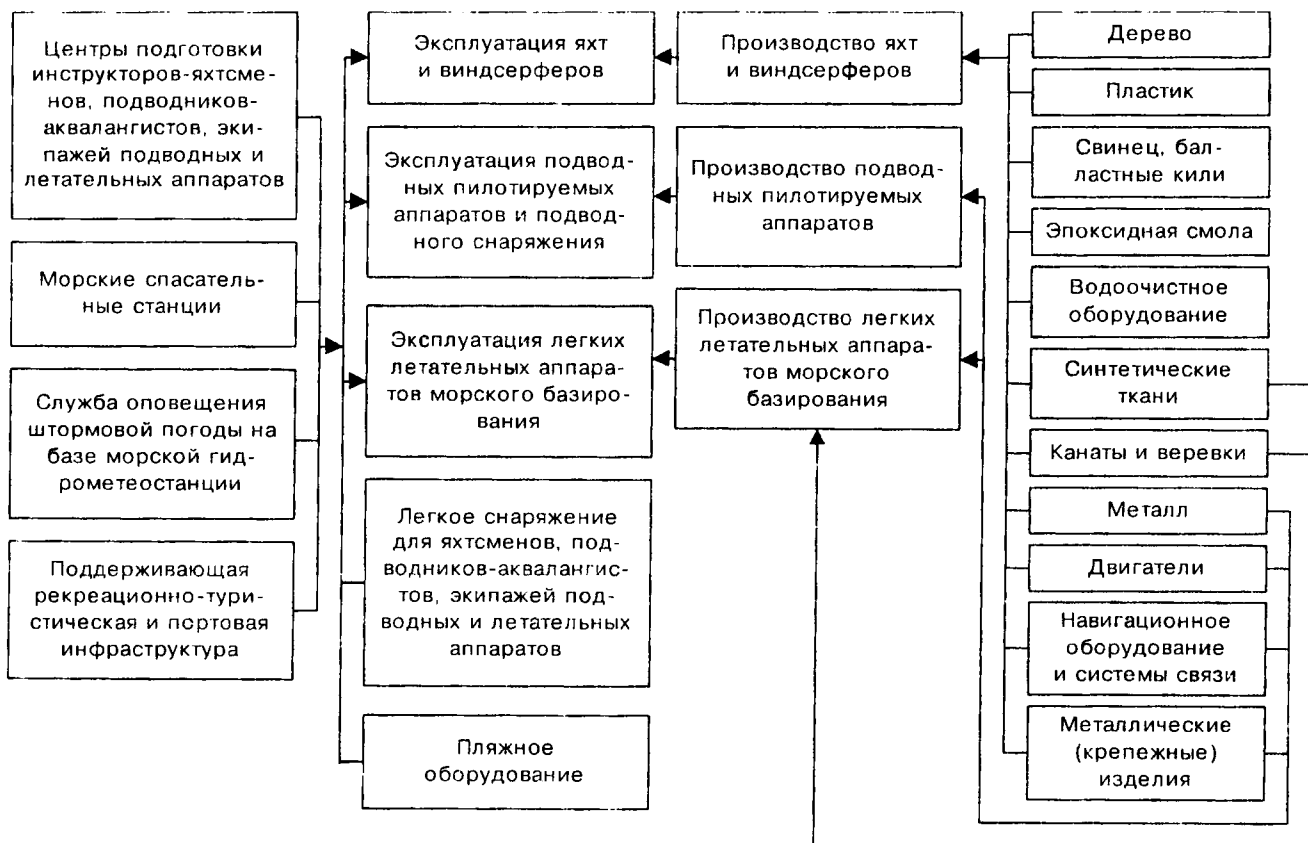 Центры подготовки
инструкторов-яхтсме-
нов, подводников-
аквалангистов, эки-
пажей подводных и
летательных аппаратов
Морские спасатель-
ные станции
Служба оповещения
штормовой погоды на
базе морской гид-
рометеостанции
Поддерживающая
рекреационно-тури-
стическая и портовая
инфраструктура
Эксплуатация яхт
и виндсерферов
Эксплуатация подвод-
ных пилотируемых
аппаратов и подвод-
ного снаряжения
Эксплуатация легких
летательных аппара-
тов морского базиро-
вания
Легкое снаряжение
для яхтсменов, под-
водников-аквалангис-
тов, экипажей под-
водных и летательных
аппаратов
Пляжное
оборудование
Производство яхт
и виндсерферов
Производство подвод-
ных пилотируемых
аппаратов
Производство легких
летательных аппара-
тов морского
базирования
Дерево
Пластик
Свинец, бал-
ластные кили
Эпоксидная смола
Водоочистное
оборудование
Синтетические
ткани
Канаты и веревки
Металл
Двигатели
Навигационное
оборудование
и системы связи
Металлические
(крепежные)
изделия